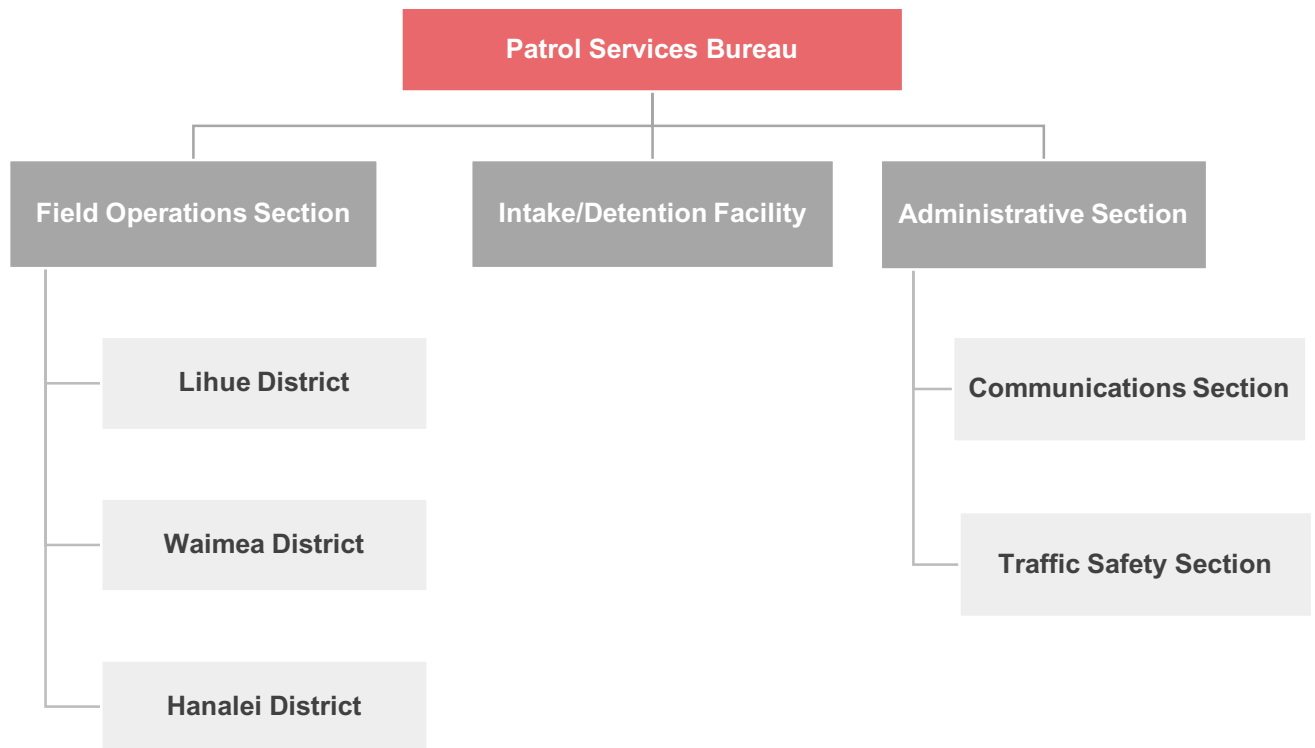 Patrol Services Bureau
Field Operations Section
Intake/Detention Facility
Administrative Section
Lihue District
Waimea District
Hanalei District
Communications Section
Traffic Safety Section